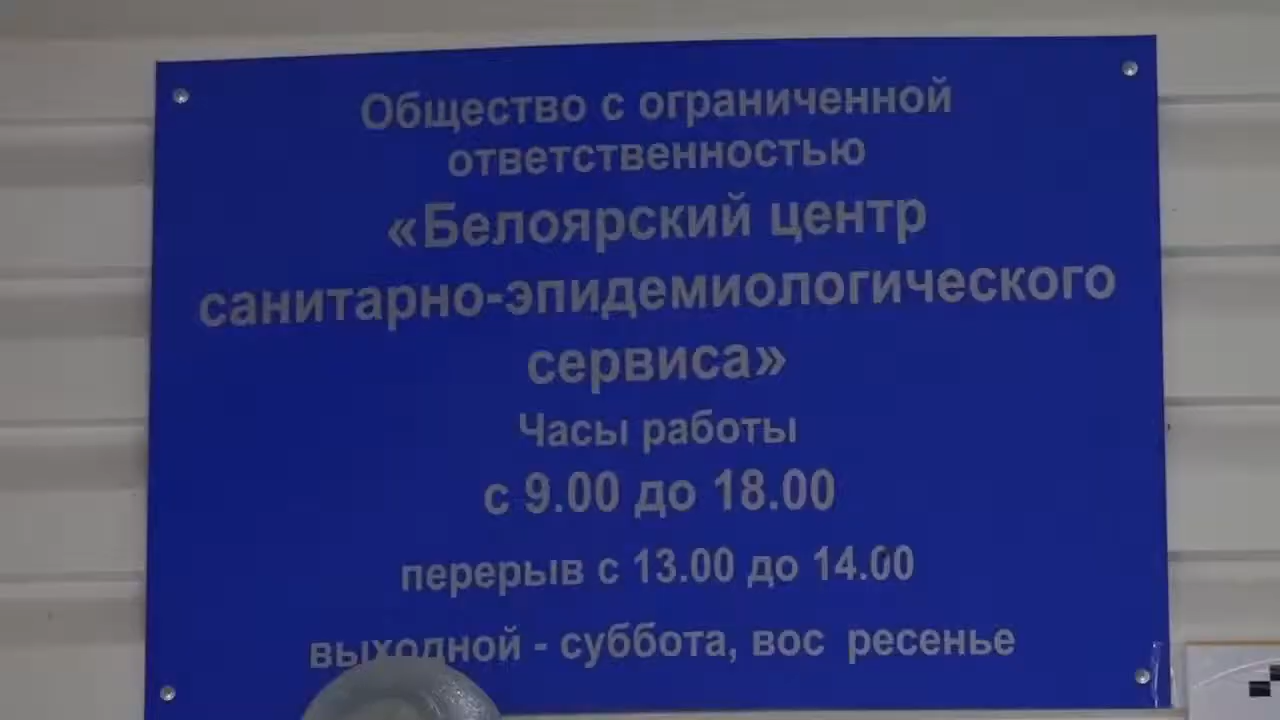 Общество с ограниченной
ответственностью
«Белоярский центр
санитарно-эпидемиологического
сервиса»
Часы работы
с 9.00 до 18.00
перерыв с 13.00 до 14.00
выходной - суббота, вос ресенье